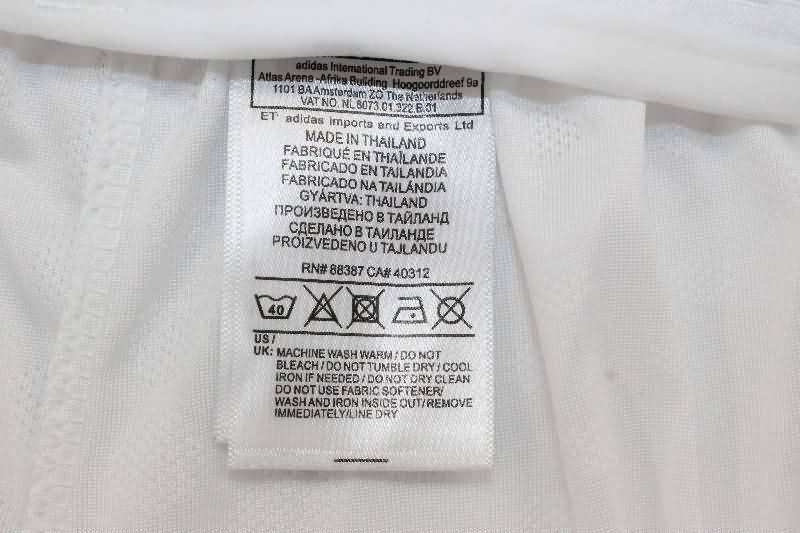 adidas International Trading BV
Atlas Arena -Afrika Building Hoogoorddreef 9a
1101 BA Amsterdam ZO The Netherlands
VAT NO. NL8073.01.322.B.01
ET: adidas Imports and Exports Ltd
MADE IN THAILAND
FABRIQUÉ EN THAÏLANDE
FABRICADO EN TAILANDIA
FABRICADO NA TAILÂNDIA
GYÁRTVA: THAILAND
ПРОИЗВЕДЕНО В ТАЙЛАНД
СДЕЛАНО В ТАИЛАНДЕ
PROIZVEDENO U TAJLANDU
RN# 88387 CA# 40312
40
US /
UK: MACHINE WASH WARM / DO NOT
BLEACH / DO NOT TUMBLE DRY / COOL
IRON IF NEEDED / DO NOT DRY CLEAN
DO NOT USE FABRIC SOFTENER/
WASH AND IRON INSIDE OUT/ REMOVE
IMMEDIATELY/LINE DRY